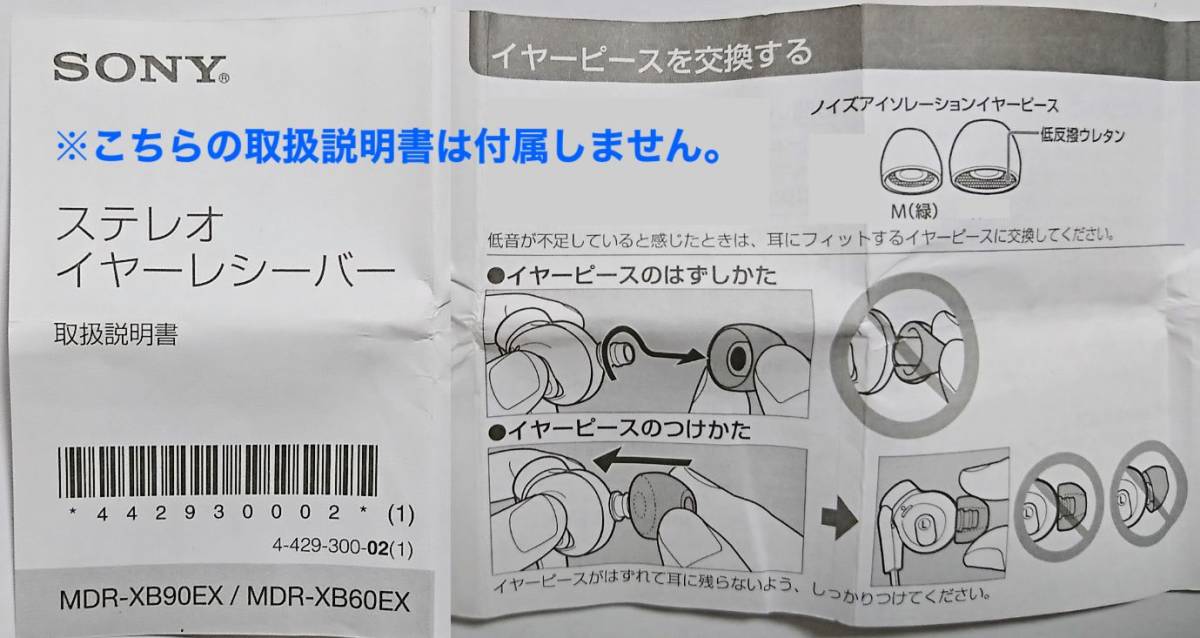 SONY®
※こちらの取扱説明書は付属しません。
ステレオ
イヤーレシーバー
取扱説明書
*442930002* (1)
4-429-300-02(1)
MDR-XB90EX / MDR-XB60EX
イヤーピースを交換する
ノイズアイソレーションイヤーピース
低反撥ウレタン
M(緑)
低音が不足していると感じたときは、耳にフィットするイヤーピースに交換してください。
●イヤーピースのはずしかた
●イヤーピースのつけかた
L
L
L
イヤーピースがはずれて耳に残らないよう、しっかりつけてください。